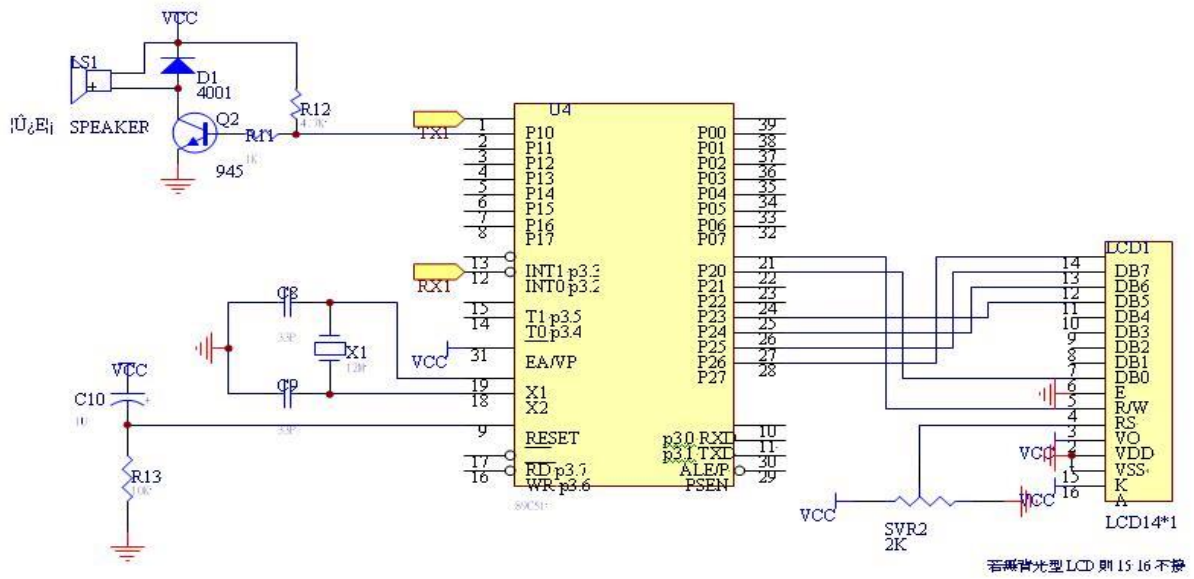 VCC
LS1
D1
4001
¦Û¿E¦¡ SPEAKER
Q2
945
R11
1K
R12
4.7K
TX1
RX1
C8
33P
X1
C9
33P
VCC
VCC
C10
10
R13
10K
U4
1 P10 P00 39
2 P11 P01 38
3 P12 P02 37
4 P13 P03 36
5 P14 P04 35
6 P15 P05 34
7 P16 P06 33
8 P17 P07 32
13 INT1 p3.3 P20 21
12 INT0 p3.2 P21 22
P22 23
15 T1 p3.5 P23 24
14 T0 p3.4 P24 25
P25 26
31 EA/VP P26 27
P27 28
19 X1
18 X2
9 RESET p3.0 RXD 10
p3.1 TXD 11
17 RD p3.7 ALE/P 30
16 WR p3.6 PSEN 29
89C51
LCD1
14 DB7
13 DB6
12 DB5
11 DB4
10 DB3
9 DB2
8 DB1
7 DB0
6 E
5 R/W
4 RS
3 VO
2 VDD
1 VSS
15 K
16 A
VCC
VCC
VCC
SVR2
2K
LCD14*1
若無背光型 LCD 則 15 16 不接